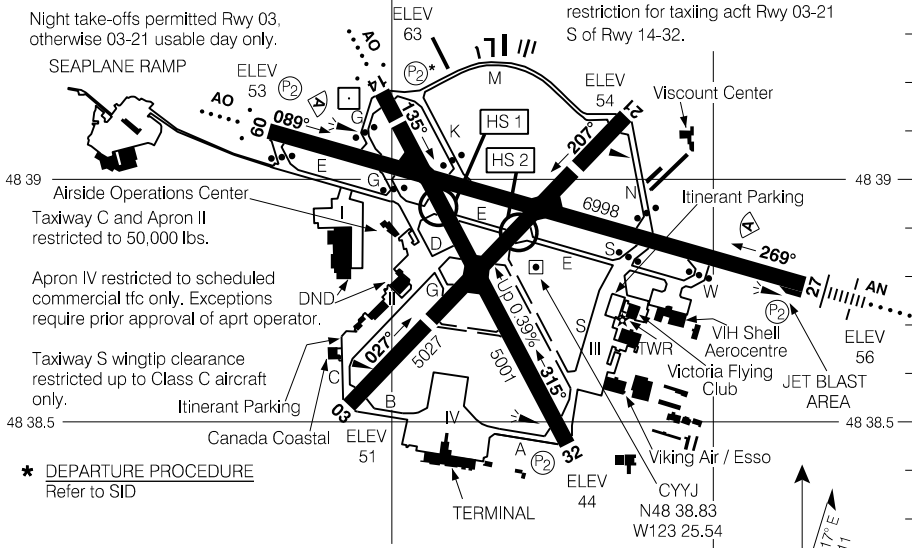 Night take-offs permitted Rwy 03,
otherwise 03-21 usable day only.
SEAPLANE RAMP
ELEV
53
P2
A
AO
AO
14
ELEV
63
P2*
M
restriction for taxiing acft Rwy 03-21
S of Rwy 14-32.
ELEV
54
21
Viscount Center
09
089°
G
135°
K
HS 1
207°
HS 2
48 39
E
G
E
N
Itinerant Parking
48 39
Airside Operations Center
Taxiway C and Apron II
restricted to 50,000 lbs.
I
D
6998
S
A
269°
E
W
27
AN
Apron IV restricted to scheduled
commercial tfc only. Exceptions
require prior approval of aprt operator.
DND
II
G
Up 0.39%
S
P2
ELEV
56
VIH Shell
Aerocentre
027°
5027
5001
315°
III
TWR
Victoria Flying
Club
JET BLAST
AREA
Taxiway S wingtip clearance
restricted up to Class C aircraft
only.
C
Itinerant Parking
03
B
48 38.5
48 38.5
Canada Coastal
ELEV
51
IV
A
P2
32
Viking Air / Esso
* DEPARTURE PROCEDURE
Refer to SID
TERMINAL
ELEV
44
CYYJ
N48 38.83
W123 25.54
17° E
11